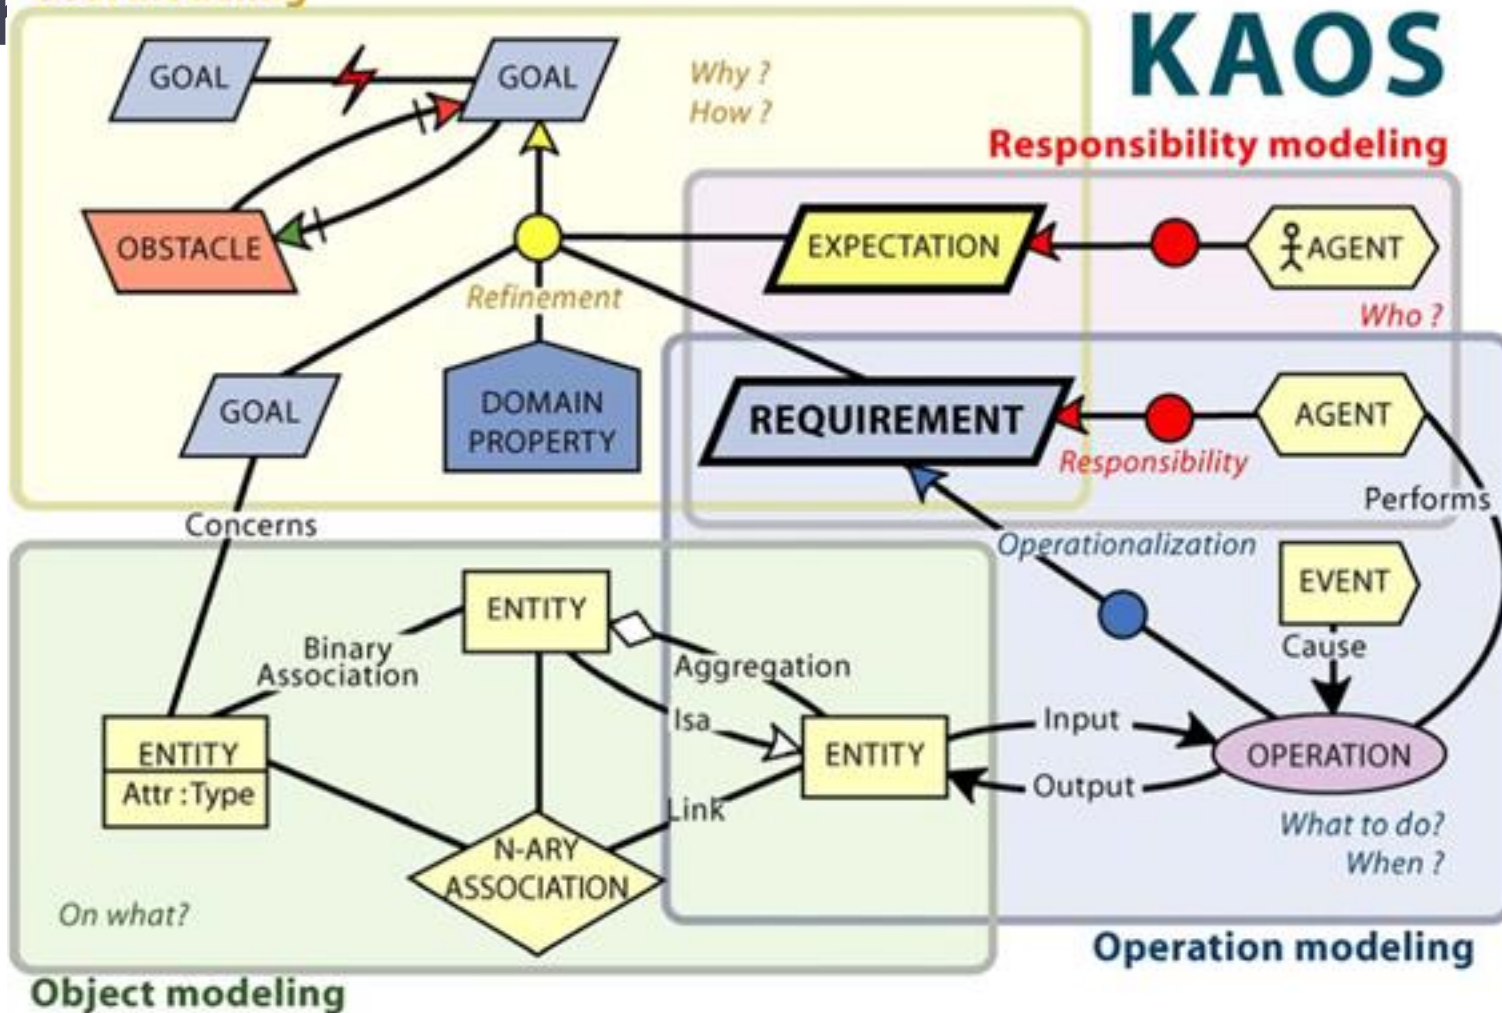 KAOS
GOAL
GOAL
Why ?
How ?
Responsibility modeling
OBSTACLE
EXPECTATION
AGENT
Refinement
Who ?
GOAL
DOMAIN
PROPERTY
REQUIREMENT
AGENT
Responsibility
Performs
Concerns
Operationalization
EVENT
ENTITY
Cause
Binary
Association
Aggregation
Isa
Input
ENTITY
Attr : Type
ENTITY
OPERATION
Output
Link
What to do?
When ?
N-ARY
ASSOCIATION
On what?
Operation modeling
Object modeling